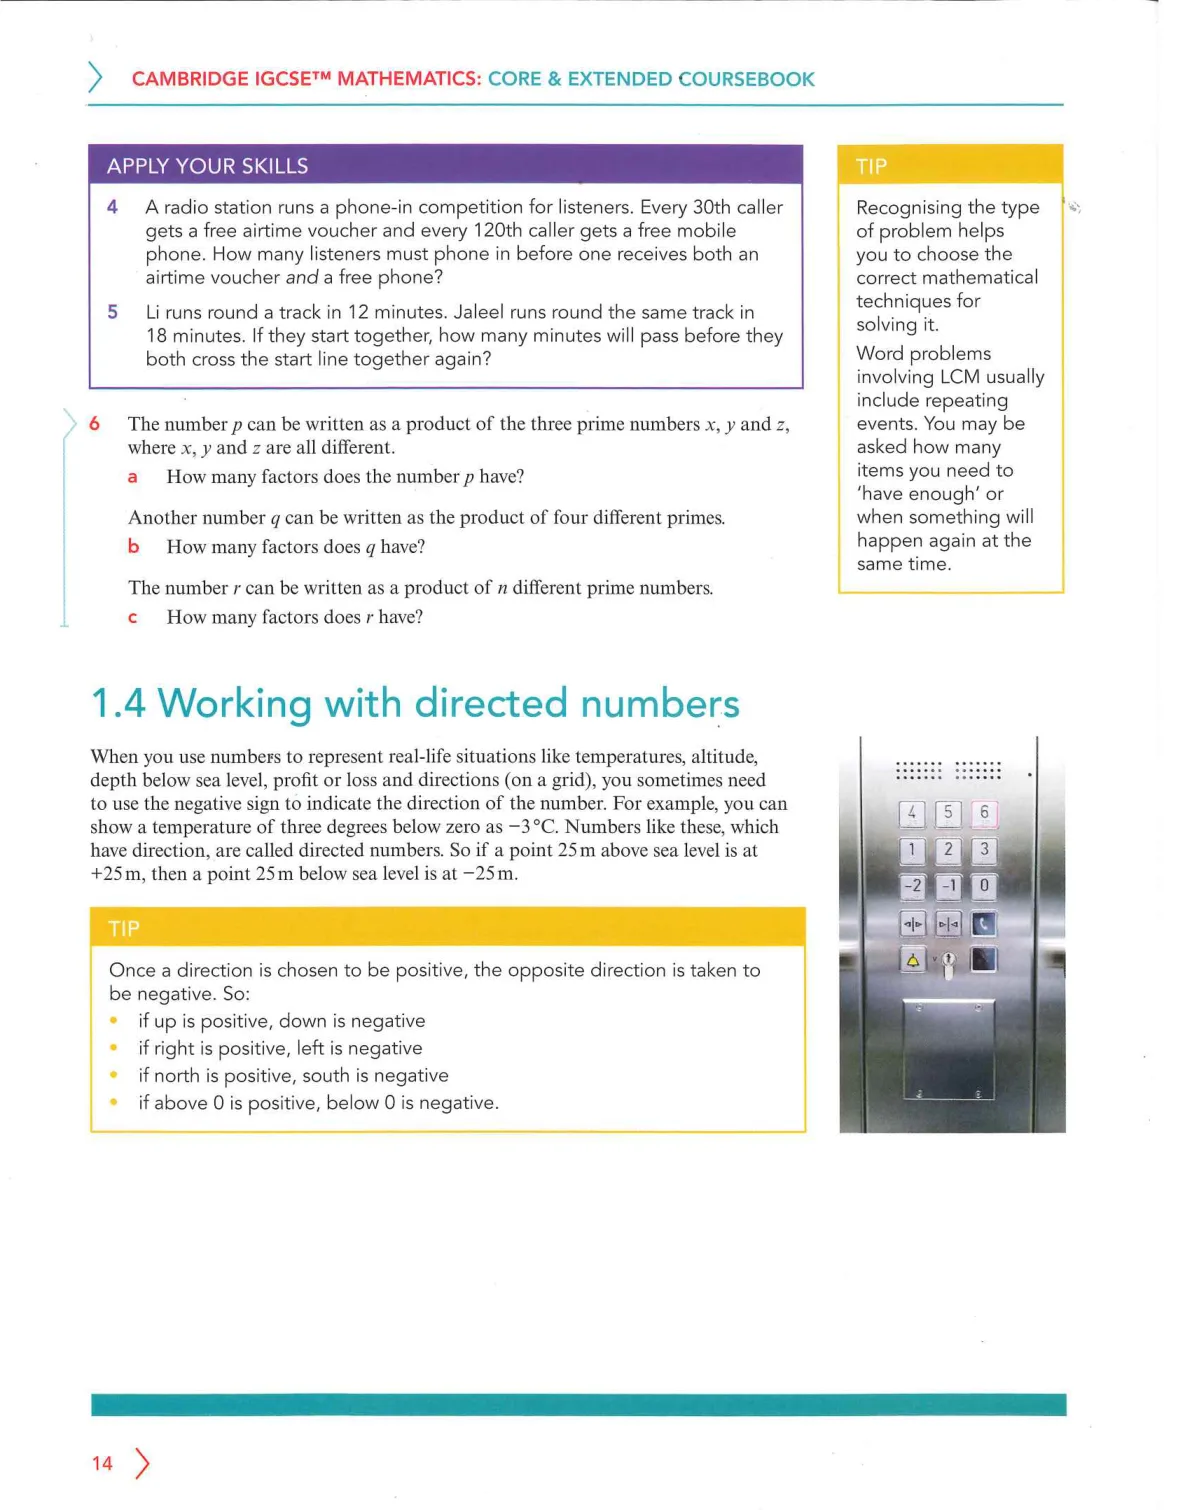 CAMBRIDGE IGCSE™ MATHEMATICS: CORE & EXTENDED COURSEBOOK
APPLY YOUR SKILLS
4 A radio station runs a phone-in competition for listeners. Every 30th caller
gets a free airtime voucher and every 120th caller gets a free mobile
phone. How many listeners must phone in before one receives both an
airtime voucher and a free phone?
5 Li runs round a track in 12 minutes. Jaleel runs round the same track in
18 minutes. If they start together, how many minutes will pass before they
both cross the start line together again?
TIP
Recognising the type
of problem helps
you to choose the
correct mathematical
techniques for
solving it.
Word problems
involving LCM usually
include repeating
events. You may be
asked how many
items you need to
‘have enough’ or
when something will
happen again at the
same time.
6 The number p can be written as a product of the three prime numbers x, y and z,
where x, y and z are all different.
a How many factors does the number p have?
Another number q can be written as the product of four different primes.
b How many factors does q have?
The number r can be written as a product of n different prime numbers.
c How many factors does r have?
1.4 Working with directed numbers
When you use numbers to represent real-life situations like temperatures, altitude,
depth below sea level, profit or loss and directions (on a grid), you sometimes need
to use the negative sign to indicate the direction of the number. For example, you can
show a temperature of three degrees below zero as −3 °C. Numbers like these, which
have direction, are called directed numbers. So if a point 25 m above sea level is at
+25 m, then a point 25 m below sea level is at −25 m.
TIP
Once a direction is chosen to be positive, the opposite direction is taken to
be negative. So:
• if up is positive, down is negative
• if right is positive, left is negative
• if north is positive, south is negative
• if above 0 is positive, below 0 is negative.
4 5 6
1 2 3
-2 -1 0
14